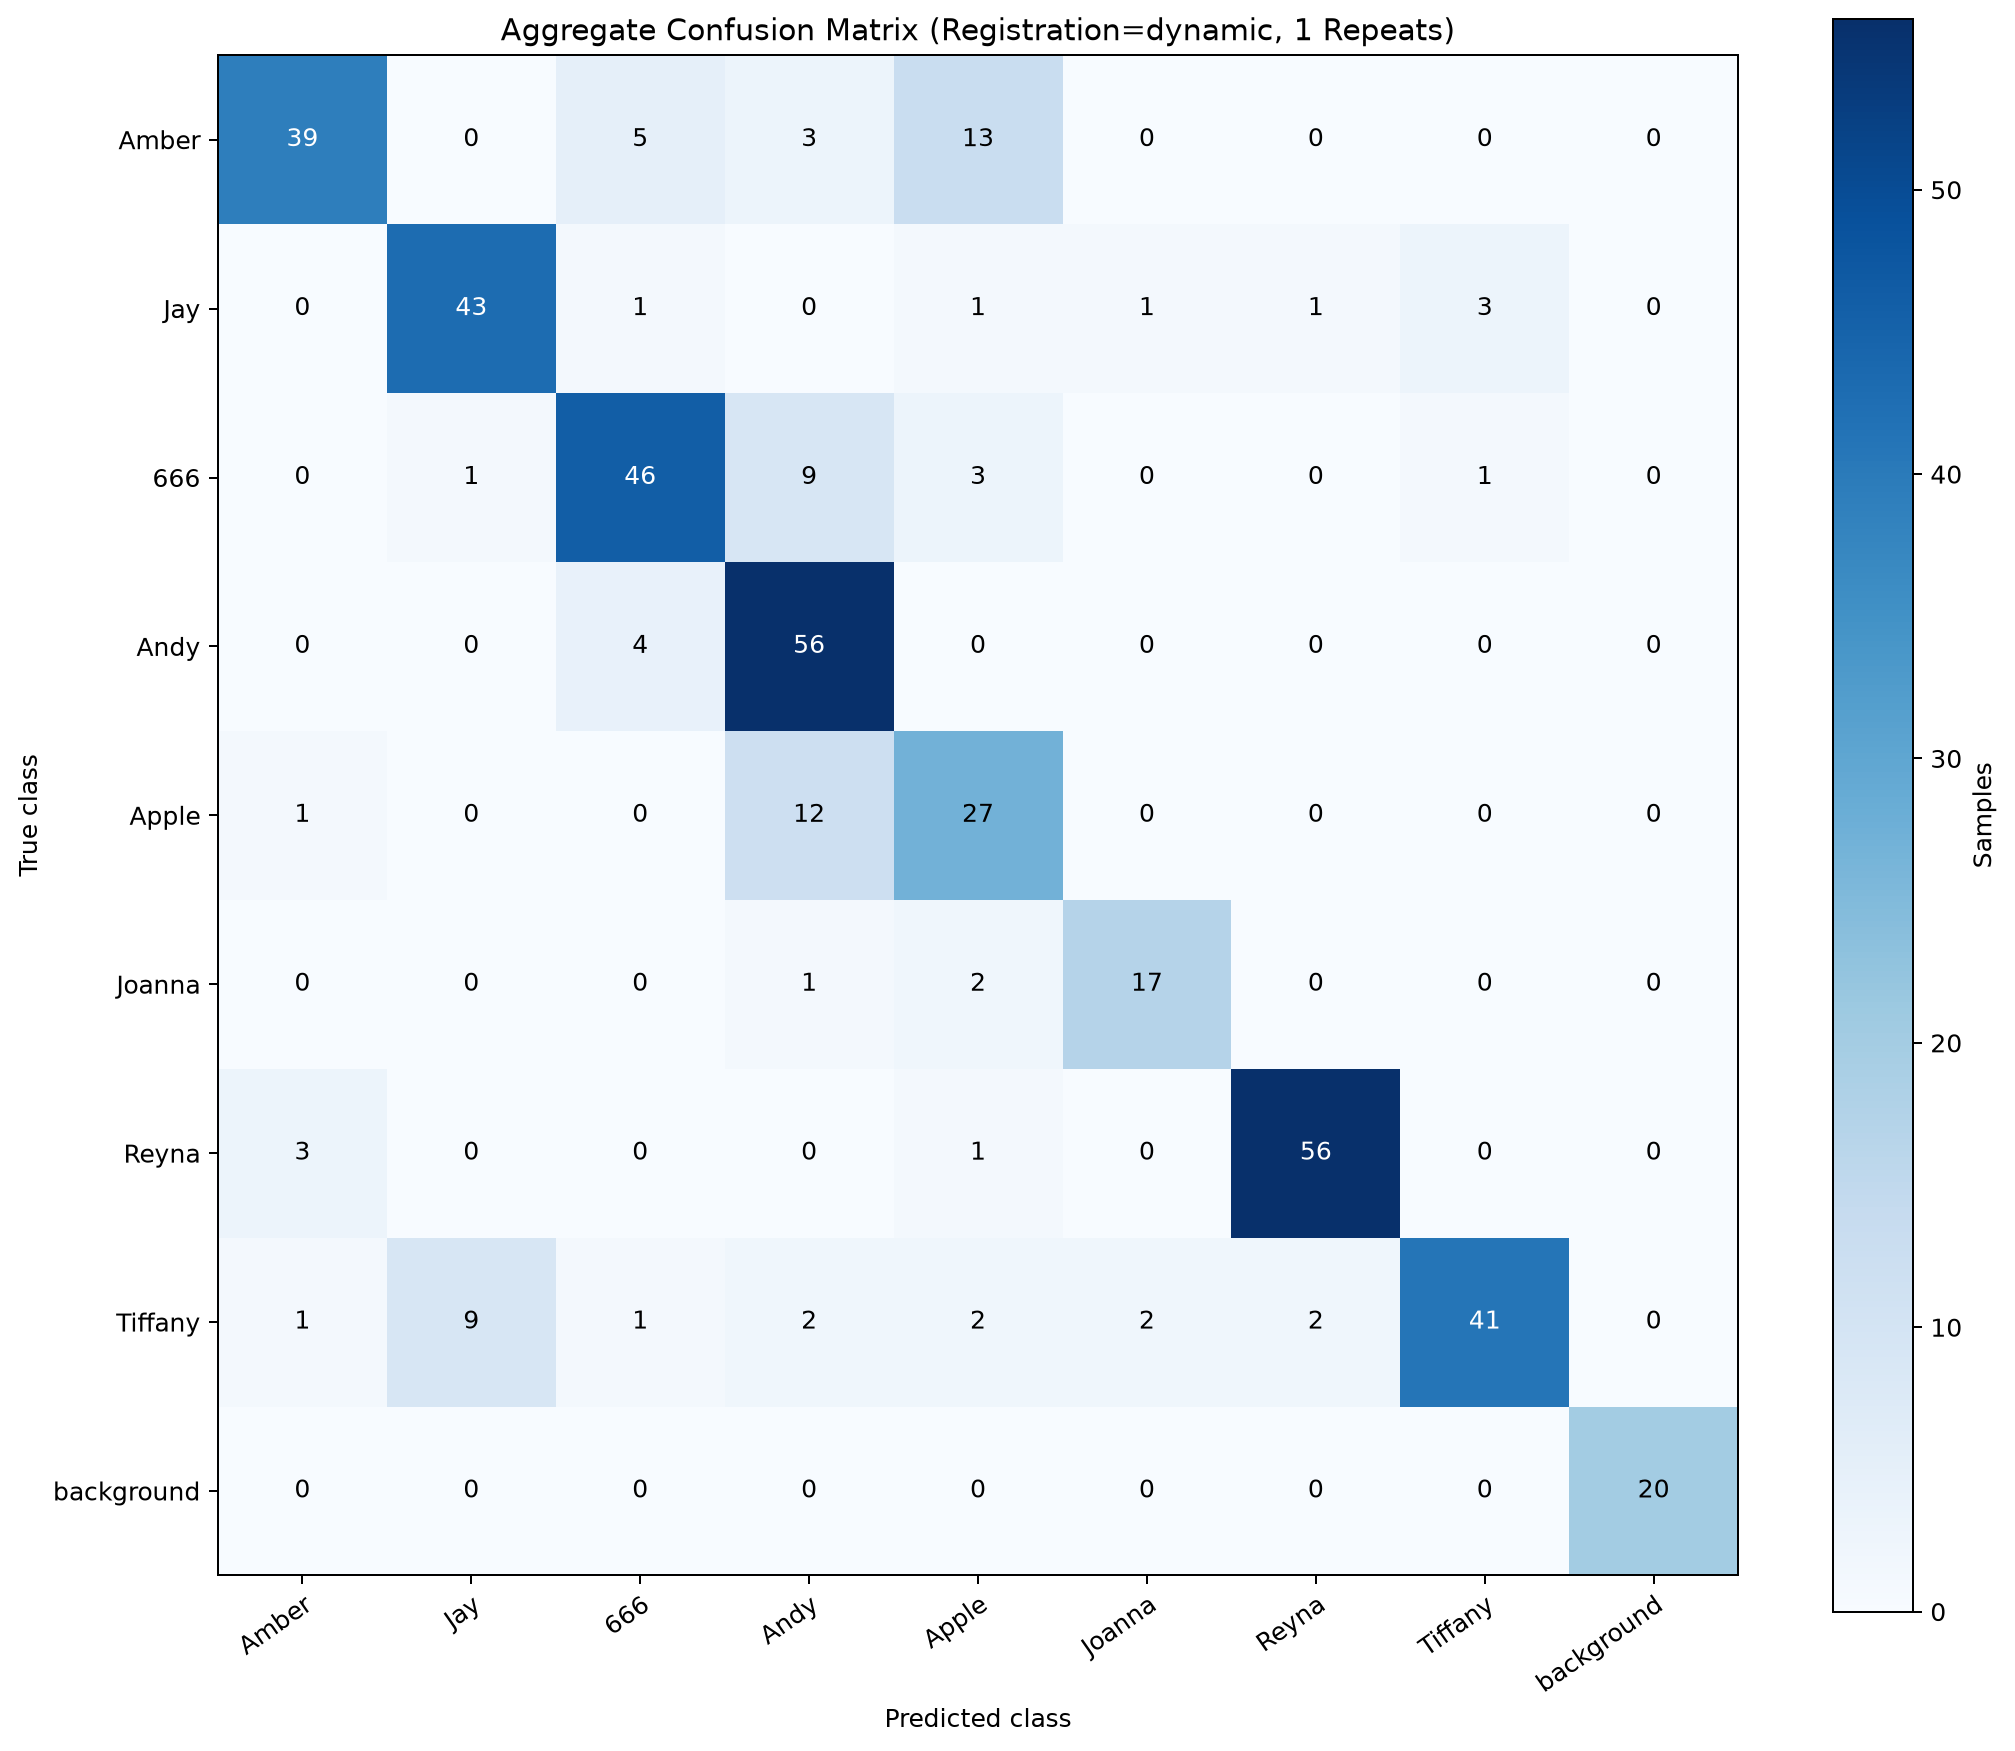 Aggregate Confusion Matrix (Registration=dynamic, 1 Repeats)
Amber 39 0 5 3 13 0 0 0 0
Jay 0 43 1 0 1 1 1 3 0
666 0 1 46 9 3 0 0 1 0
Andy 0 0 4 56 0 0 0 0 0
Apple 1 0 0 12 27 0 0 0 0
Joanna 0 0 0 1 2 17 0 0 0
Reyna 3 0 0 0 1 0 56 0 0
Tiffany 1 9 1 2 2 2 2 41 0
background 0 0 0 0 0 0 0 0 20
Amber Jay 666 Andy Apple Joanna Reyna Tiffany background
Predicted class
True class
50
40
30
20
10
0
Samples